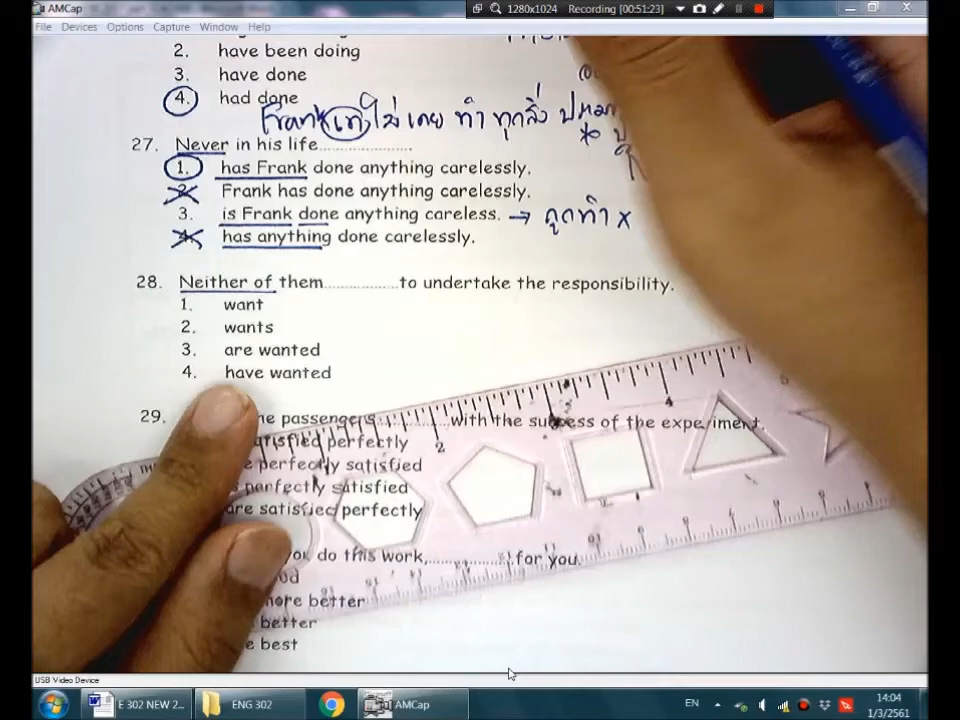 AMCap
1280x1024 Recording [00:51:23]
File Devices Options Capture Window Help
2. have been doing
3. have done
4. had done
Frank เขา ไม่ เคย ทำ ทุกสิ่ง
27. Never in his life....................
1. has Frank done anything carelessly.
2. Frank has done anything carelessly.
3. is Frank done anything careless. → ถูกทำ x
4. has anything done carelessly.
28. Neither of them..................to undertake the responsibility.
1. want
2. wants
3. are wanted
4. have wanted
29. passengers..................with the success of the experiment.
perfectly
perfectly satisfied
perfectly satisfied
are satisfied perfectly
you do this work,..................for you.
more better
better
best
USB Video Device
E 302 NEW 2... ENG 302 AMCap EN 14:04
1/3/2561